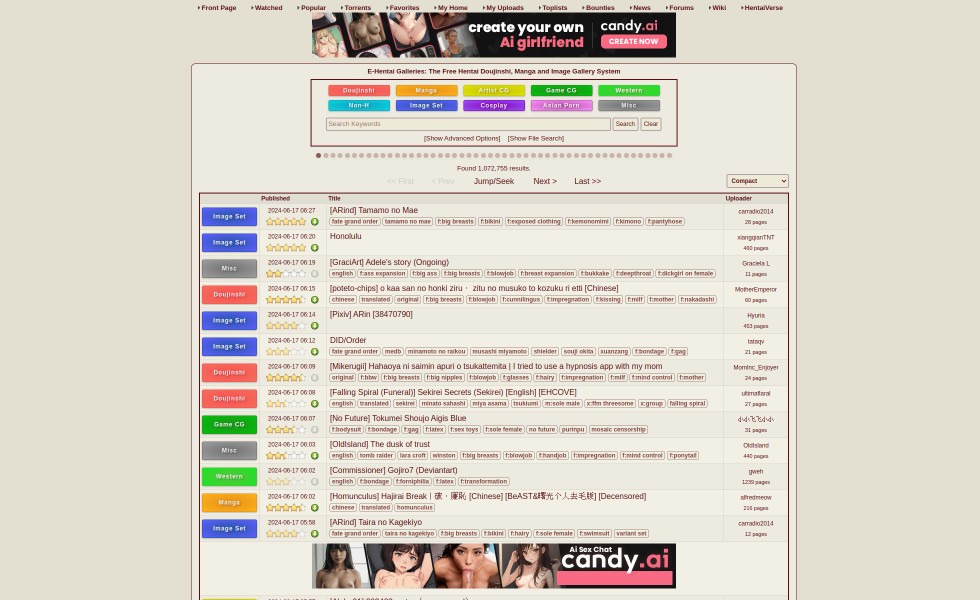 Front Page Watched Popular Torrents Favorites My Home My Uploads Toplists Bounties News Forums Wiki HentaiVerse
create your own
Ai girlfriend
candy.ai
CREATE NOW
E-Hentai Galleries: The Free Hentai Doujinshi, Manga and Image Gallery System
Doujinshi Manga Artist CG Game CG Western
Non-H Image Set Cosplay Asian Porn Misc
Search Keywords Search Clear
[Show Advanced Options] [Show File Search]
Found 1,072,755 results.
<< First < Prev Jump/Seek Next > Last >> Compact
Published Title Uploader
Image Set 2024-06-17 06:27 [ARind] Tamamo no Mae carradio2014
fate grand order tamamo no mae f:big breasts f:bikini f:exposed clothing f:kemonomimi f:kimono f:pantyhose 28 pages
Image Set 2024-06-17 06:20 Honolulu xiangqianTNT
460 pages
Misc 2024-06-17 06:19 [GraciArt] Adele's story (Ongoing) Graciela L
english f:ass expansion f:big ass f:big breasts f:blowjob f:breast expansion f:bukkake f:deepthroat f:dickgirl on female 11 pages
Doujinshi 2024-06-17 06:15 [poteto-chips] o kaa san no honki ziru · zitu no musuko to kozuku ri etti [Chinese] MotherEmperor
chinese translated original f:big breasts f:blowjob f:cunnilingus f:impregnation f:kissing f:milf f:mother f:nakadashi 60 pages
Image Set 2024-06-17 06:14 [Pixiv] ARin [38470790] Hyuria
453 pages
Image Set 2024-06-17 06:12 DID/Order tataqv
fate grand order medb minamoto no raikou musashi miyamoto shielder souji okita xuanzang f:bondage f:gag 21 pages
Doujinshi 2024-06-17 06:09 [Mikerugii] Hahaoya ni saimin apuri o tsukattemita | I tried to use a hypnosis app with my mom MomInc_Enjoyer
original f:bbw f:big breasts f:big nipples f:blowjob f:glasses f:hairy f:impregnation f:milf f:mind control f:mother 24 pages
Doujinshi 2024-06-17 06:08 [Falling Spiral (Funeral)] Sekirei Secrets (Sekirei) [English] [EHCOVE] ultimaflaral
english translated sekirei minato sahashi miya asama tsukiumi m:sole male x:ffm threesome x:group falling spiral 27 pages
Game CG 2024-06-17 06:07 [No Future] Tokumei Shoujo Aigis Blue 小小飞飞小小
f:bodysuit f:bondage f:gag f:latex f:sex toys f:sole female no future purinpu mosaic censorship 31 pages
Misc 2024-06-17 06:03 [OldIsland] The dusk of trust OldIsland
english tomb raider lara croft winston f:big breasts f:blowjob f:handjob f:impregnation f:mind control f:ponytail 440 pages
Western 2024-06-17 06:02 [Commissioner] Gojiro7 (Deviantart) gweh
english f:bondage f:forniphilia f:latex f:transformation 1239 pages
Manga 2024-06-17 06:02 [Homunculus] Hajirai Break | [Chinese] [BeAST&曙光个人去毛版] [Decensored] alfredmeow
chinese translated homunculus 216 pages
Image Set 2024-06-17 05:58 [ARind] Taira no Kagekiyo carradio2014
fate grand order taira no kagekiyo f:big breasts f:bikini f:hairy f:sole female f:swimsuit variant set 12 pages
Ai Sex Chat
candy.ai